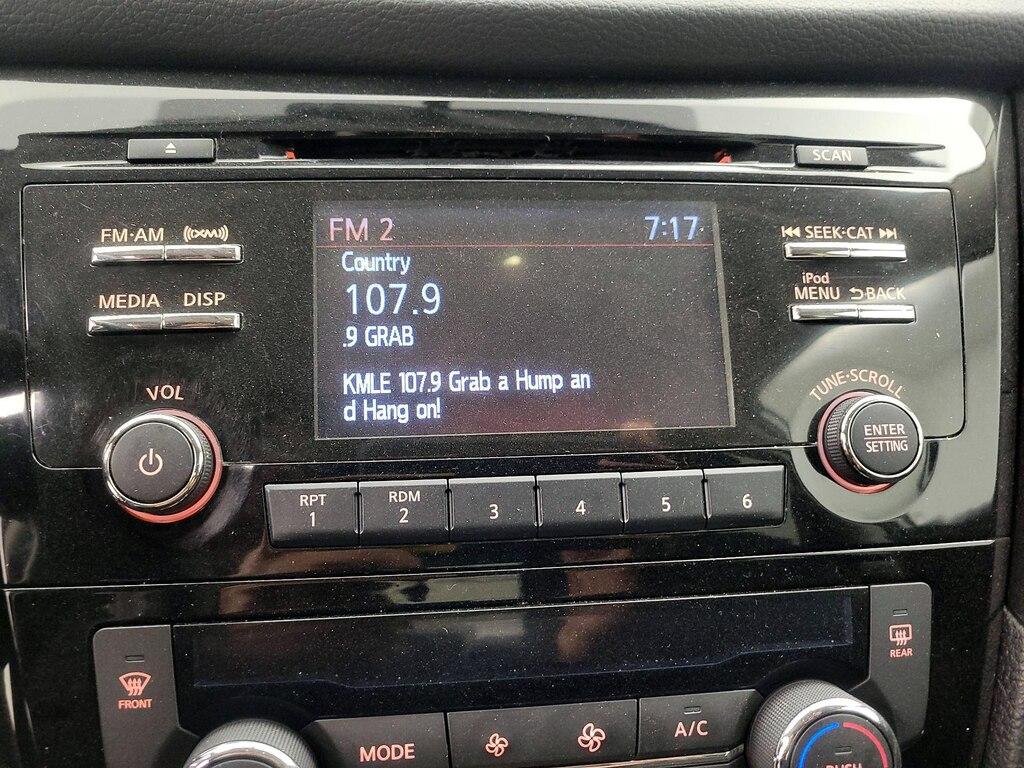 SCAN
FM·AM
((XM))
SEEK·CAT
MEDIA
DISP
iPod
MENU
BACK
VOL
TUNE·SCROLL
ENTER
SETTING
FM 2
7:17
Country
107.9
.9 GRAB
KMLE 107.9 Grab a Hump an
d Hang on!
RPT
1
RDM
2
3
4
5
6
FRONT
REAR
MODE
A/C
PUSH